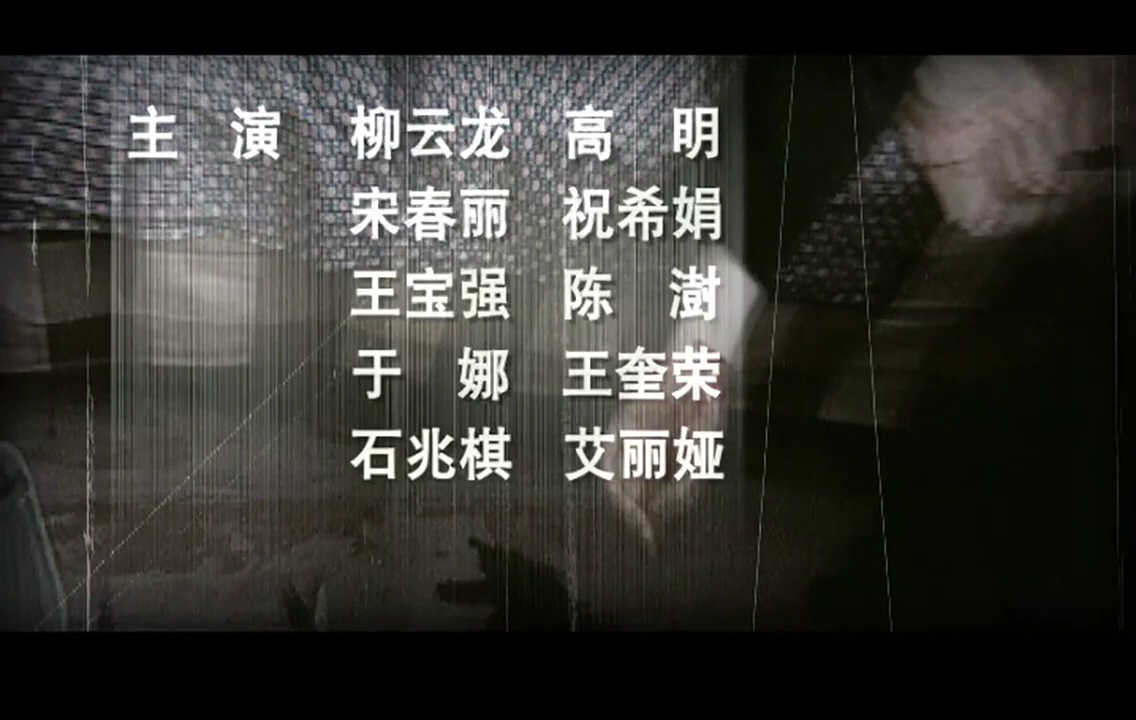 主 演 柳云龙 高 明
宋春丽 祝希娟
王宝强 陈 澍
于 娜 王奎荣
石兆棋 艾丽娅